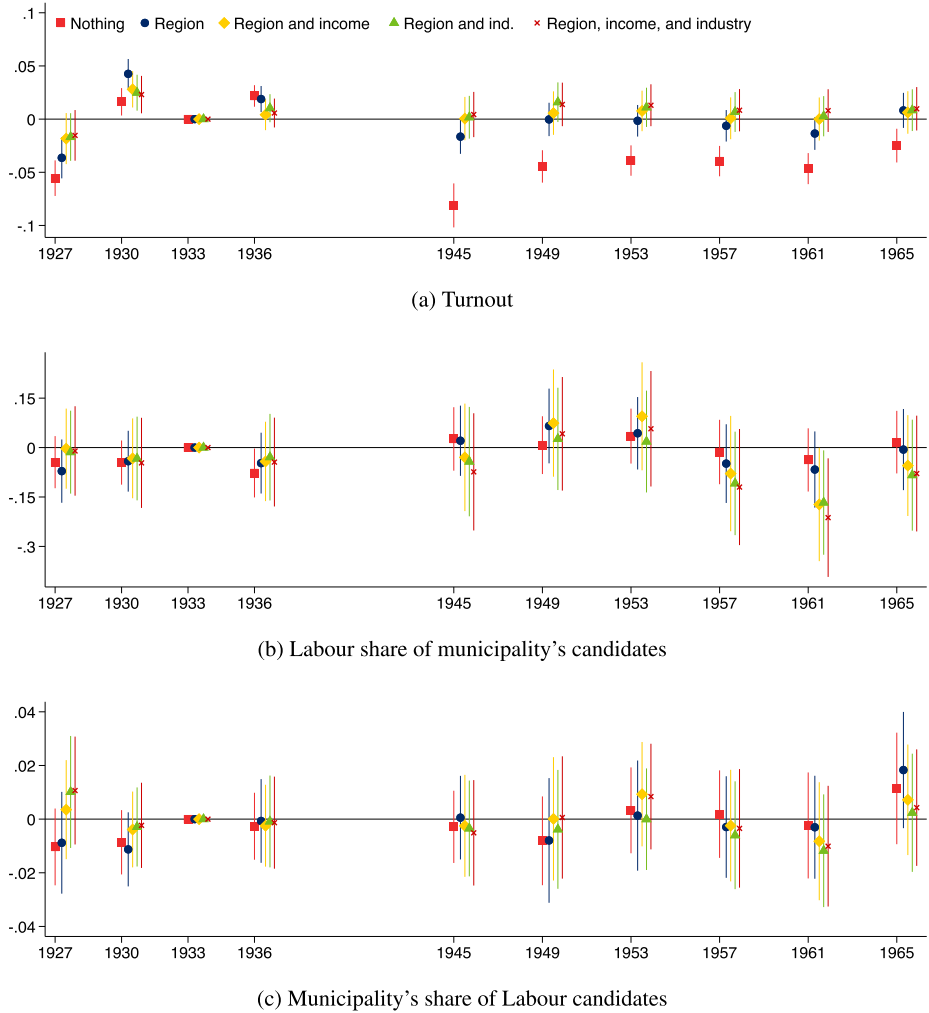 .1
Nothing Region Region and income Region and ind. Region, income, and industry
.05
0
-.05
-.1
1927 1930 1933 1936 1945 1949 1953 1957 1961 1965
(a) Turnout
.15
0
-.15
-.3
1927 1930 1933 1936 1945 1949 1953 1957 1961 1965
(b) Labour share of municipality’s candidates
.04
.02
0
-.02
-.04
1927 1930 1933 1936 1945 1949 1953 1957 1961 1965
(c) Municipality’s share of Labour candidates